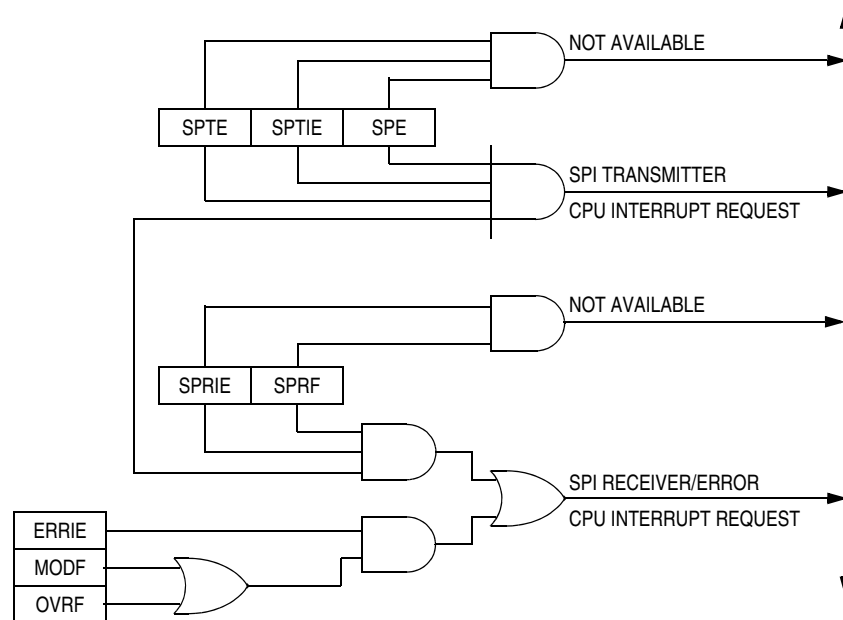 NOT AVAILABLE
SPTE SPTIE SPE
SPI TRANSMITTER
CPU INTERRUPT REQUEST
NOT AVAILABLE
SPRIE SPRF
SPI RECEIVER/ERROR
CPU INTERRUPT REQUEST
ERRIE
MODF
OVRF